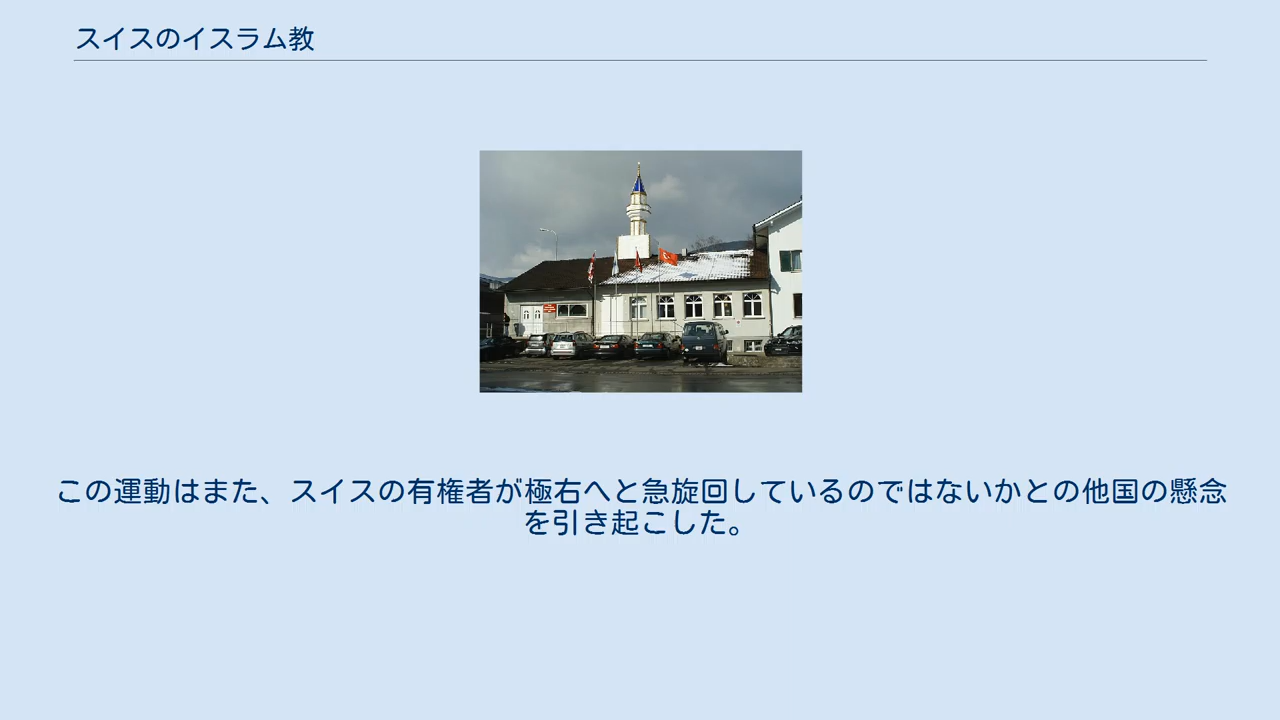 スイスのイスラム教
この運動はまた、スイスの有権者が極右へと急旋回しているのではないかとの他国の懸念
を引き起こした。